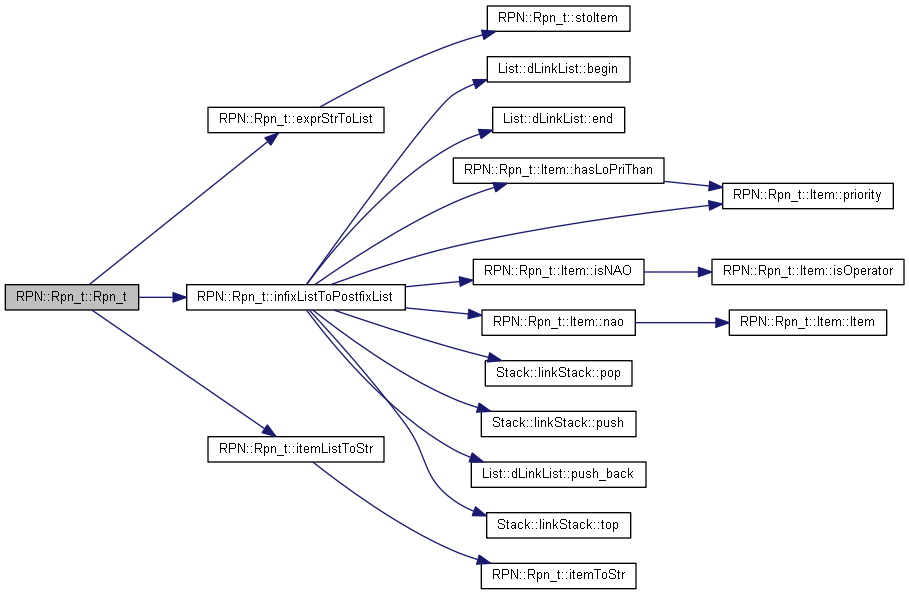 RPN::Rpn_t::stoItem
List::dLinkList::begin
RPN::Rpn_t::exprStrToList
List::dLinkList::end
RPN::Rpn_t::Item::hasLoPriThan
RPN::Rpn_t::Item::priority
RPN::Rpn_t::Item::isNAO
RPN::Rpn_t::Item::isOperator
RPN::Rpn_t::Rpn_t
RPN::Rpn_t::infixListToPostfixList
RPN::Rpn_t::Item::nao
RPN::Rpn_t::Item::Item
Stack::linkStack::pop
Stack::linkStack::push
RPN::Rpn_t::itemListToStr
List::dLinkList::push_back
Stack::linkStack::top
RPN::Rpn_t::itemToStr